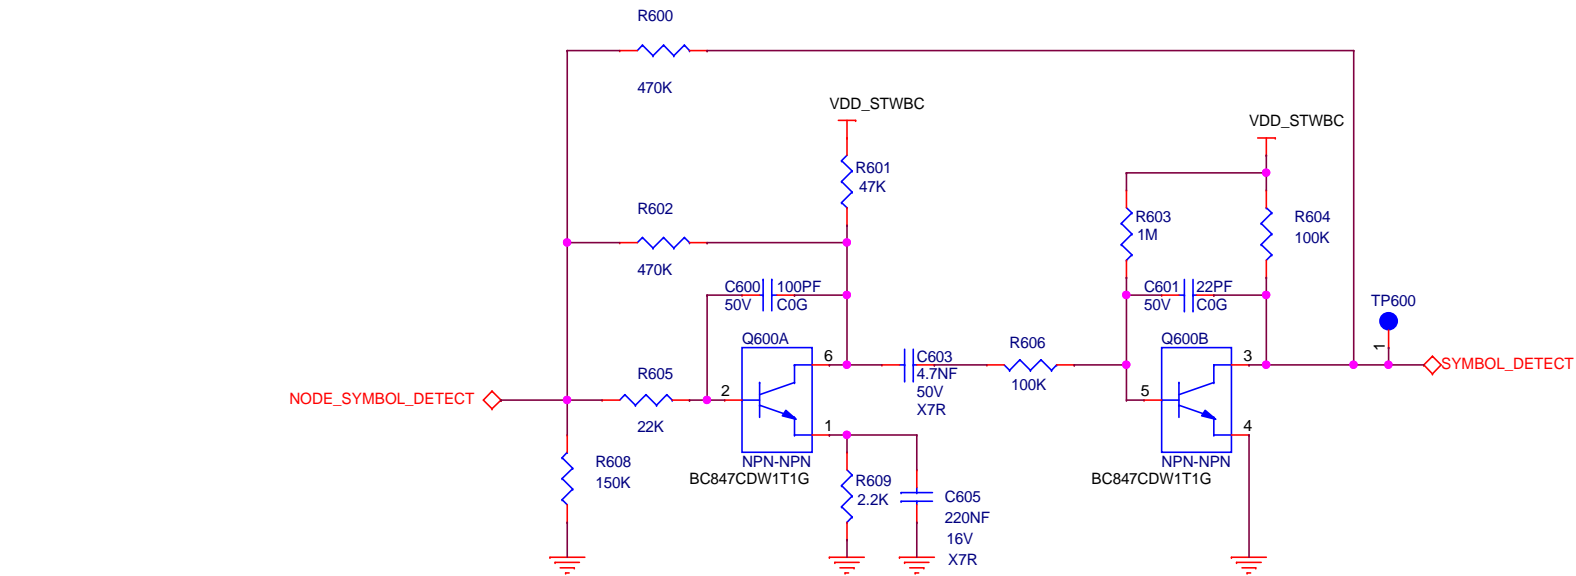 R600
470K
VDD_STWBC
VDD_STWBC
R601
47K
R602
470K
R603
1M
R604
100K
C600
100PF
50V
C0G
C601
22PF
50V
C0G
TP600
1
Q600A
6
2
1
NPN-NPN
BC847CDW1T1G
C603
4.7NF
50V
X7R
R606
100K
Q600B
3
5
4
NPN-NPN
BC847CDW1T1G
SYMBOL_DETECT
NODE_SYMBOL_DETECT
R605
22K
R608
150K
R609
2.2K
C605
220NF
16V
X7R